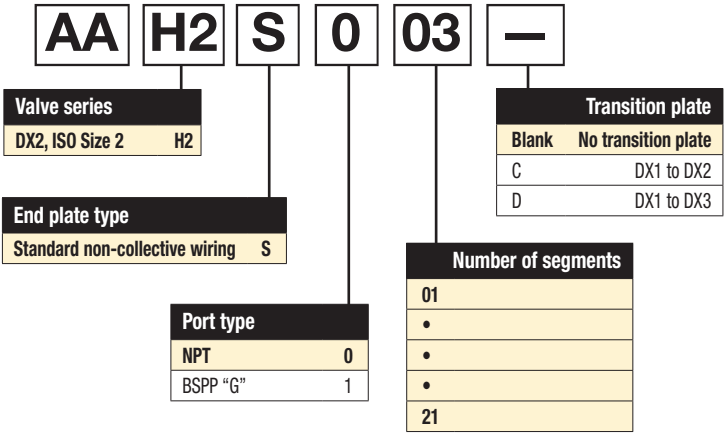 AA H2 S 0 03 —
Valve series
DX2, ISO Size 2 H2
End plate type
Standard non-collective wiring S
Port type
NPT 0
BSPP “G” 1
Transition plate
Blank No transition plate
C DX1 to DX2
D DX1 to DX3
Number of segments
01
•
•
•
21